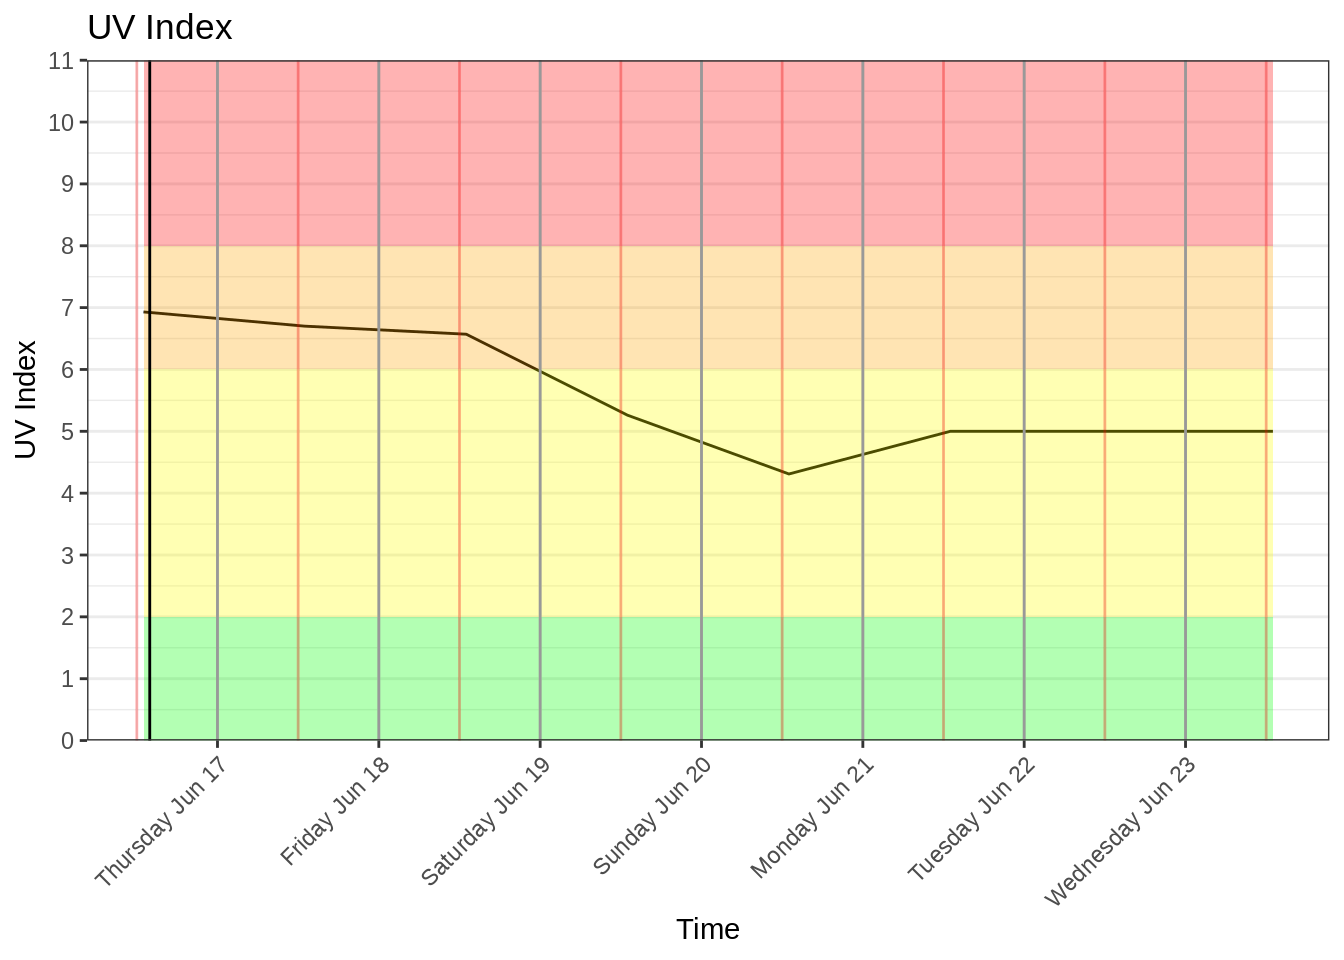 UV Index
11
10
9
8
7
6
5
4
3
2
1
0
UV Index
Thursday Jun 17
Friday Jun 18
Saturday Jun 19
Sunday Jun 20
Monday Jun 21
Tuesday Jun 22
Wednesday Jun 23
Time